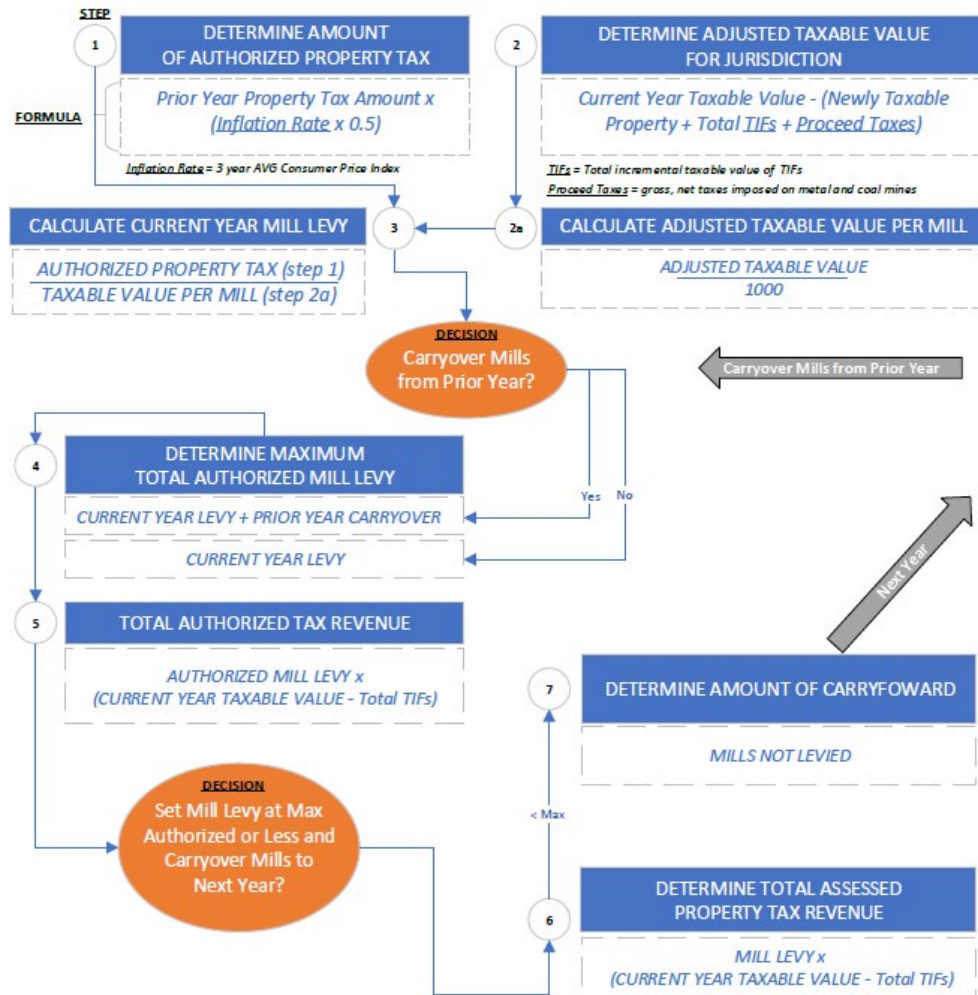 STEP
1
DETERMINE AMOUNT
OF AUTHORIZED PROPERTY TAX
FORMULA
Prior Year Property Tax Amount x
(Inflation Rate x 0.5)
Inflation Rate = 3 year AVG Consumer Price Index
2
DETERMINE ADJUSTED TAXABLE VALUE
FOR JURISDICTION
Current Year Taxable Value - (Newly Taxable
Property + Total TIFs + Proceed Taxes)
TIFs = Total incremental taxable value of TIFs
Proceed Taxes = gross, net taxes imposed on metal and coal mines
CALCULATE CURRENT YEAR MILL LEVY
3
AUTHORIZED PROPERTY TAX (step 1)
TAXABLE VALUE PER MILL (step 2a)
2a
CALCULATE ADJUSTED TAXABLE VALUE PER MILL
ADJUSTED TAXABLE VALUE
1000
DECISION
Carryover Mills
from Prior Year?
Carryover Mills from Prior Year
4
DETERMINE MAXIMUM
TOTAL AUTHORIZED MILL LEVY
Yes
No
CURRENT YEAR LEVY + PRIOR YEAR CARRYOVER
CURRENT YEAR LEVY
Next Year
5
TOTAL AUTHORIZED TAX REVENUE
AUTHORIZED MILL LEVY x
(CURRENT YEAR TAXABLE VALUE - Total TIFs)
7
DETERMINE AMOUNT OF CARRYFOWARD
MILLS NOT LEVIED
DECISION
Set Mill Levy at Max
Authorized or Less and
Carryover Mills to
Next Year?
< Max
6
DETERMINE TOTAL ASSESSED
PROPERTY TAX REVENUE
MILL LEVY x
(CURRENT YEAR TAXABLE VALUE - Total TIFs)